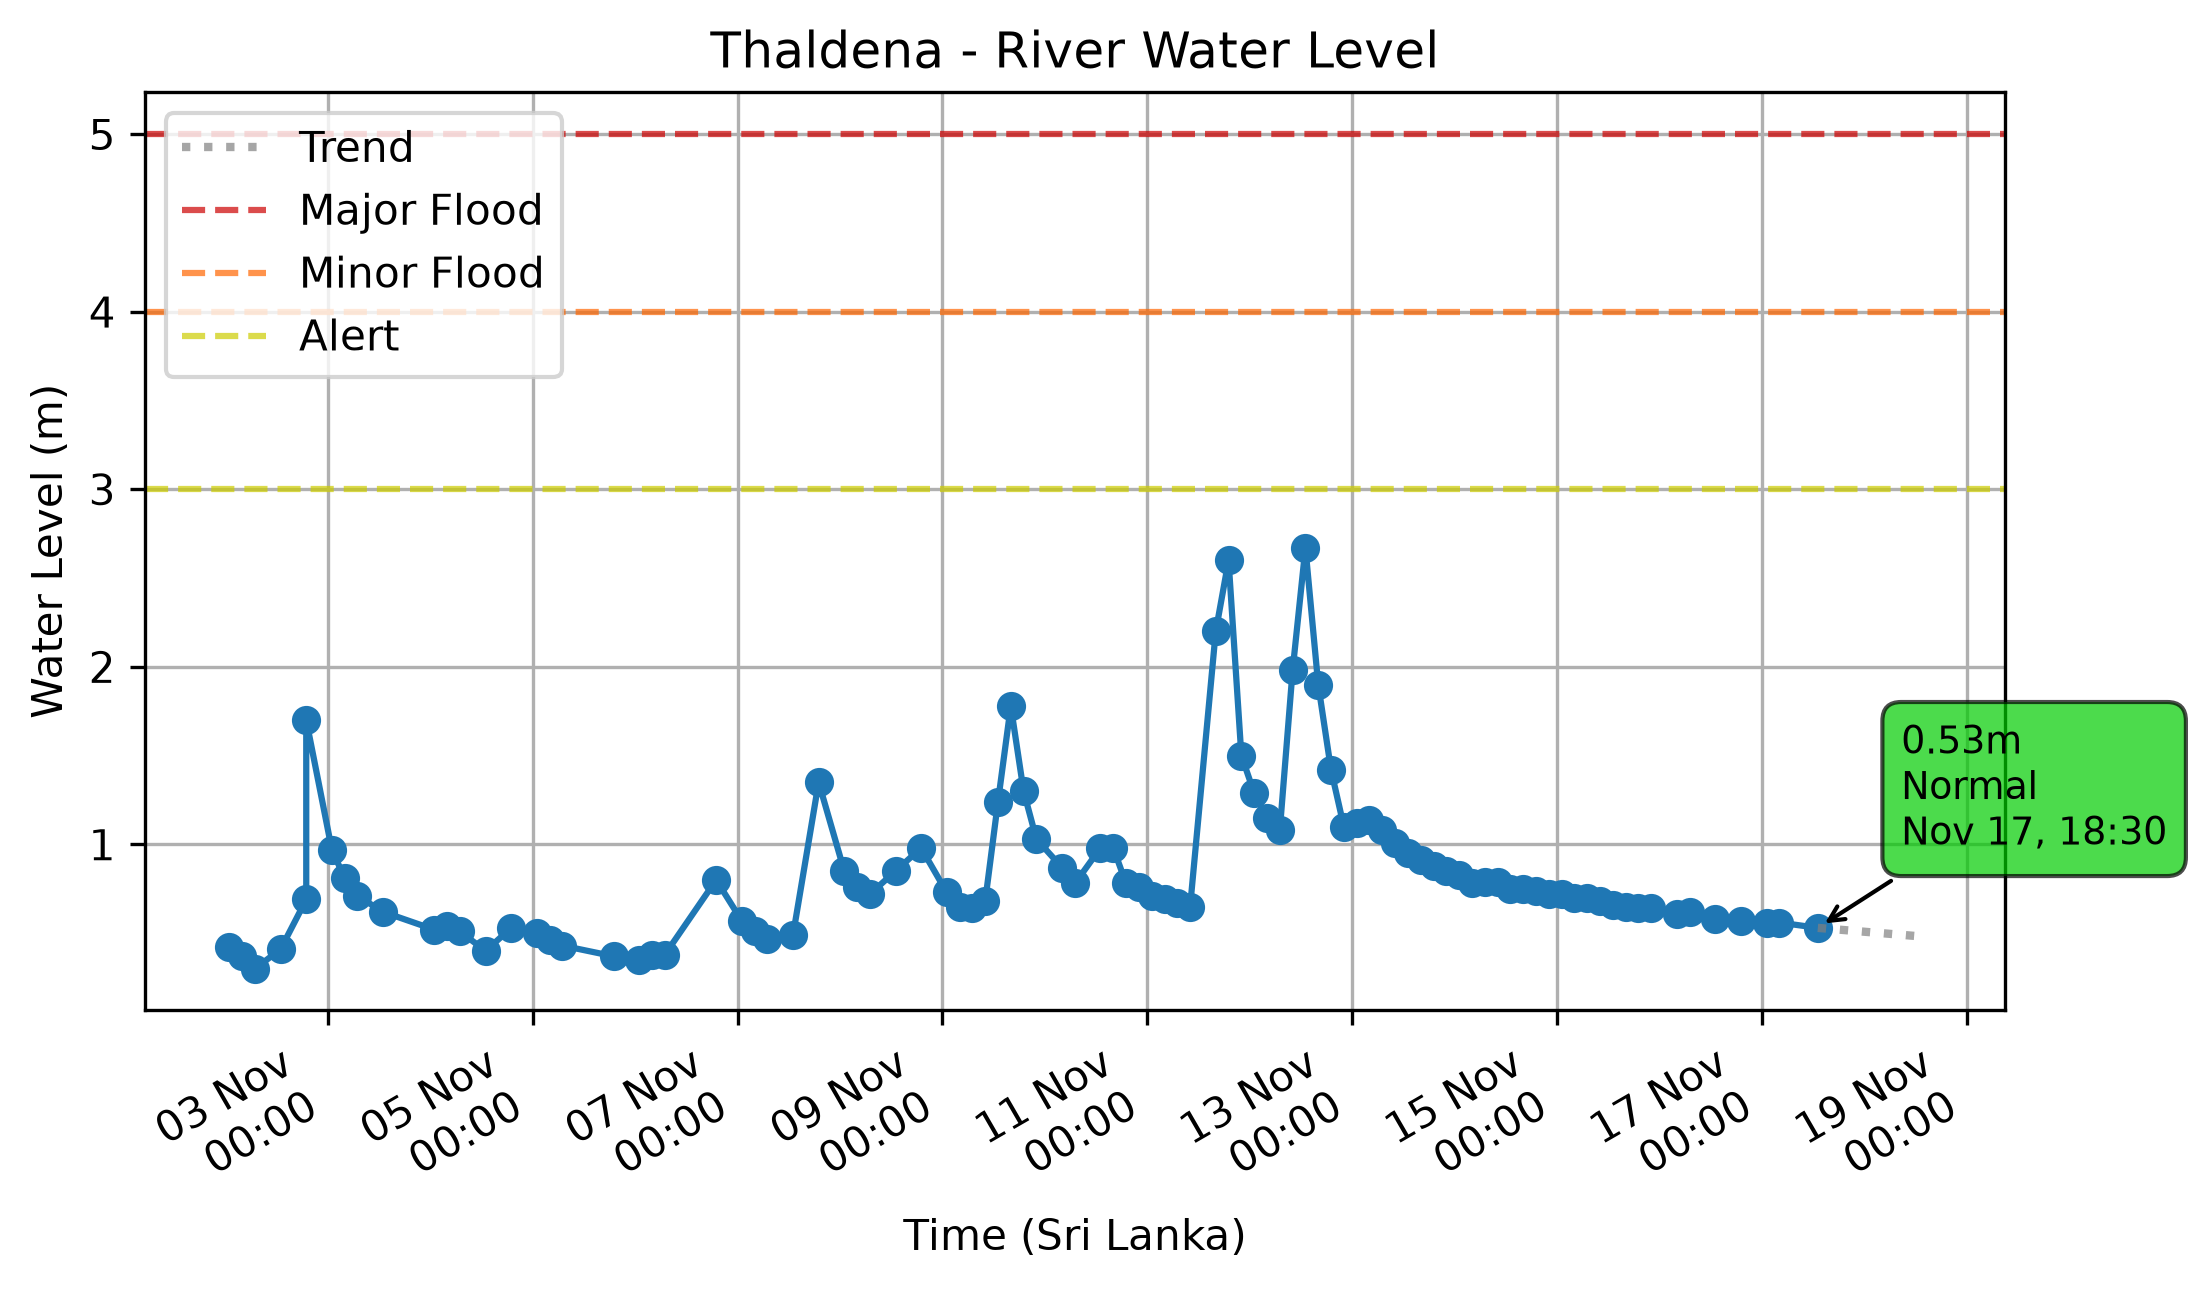 Thaldena - River Water Level
Trend
Major Flood
Minor Flood
Alert
5
4
3
2
1
Water Level (m)
0.53m
Normal
Nov 17, 18:30
03 Nov
00:00
05 Nov
00:00
07 Nov
00:00
09 Nov
00:00
11 Nov
00:00
13 Nov
00:00
15 Nov
00:00
17 Nov
00:00
19 Nov
00:00
Time (Sri Lanka)